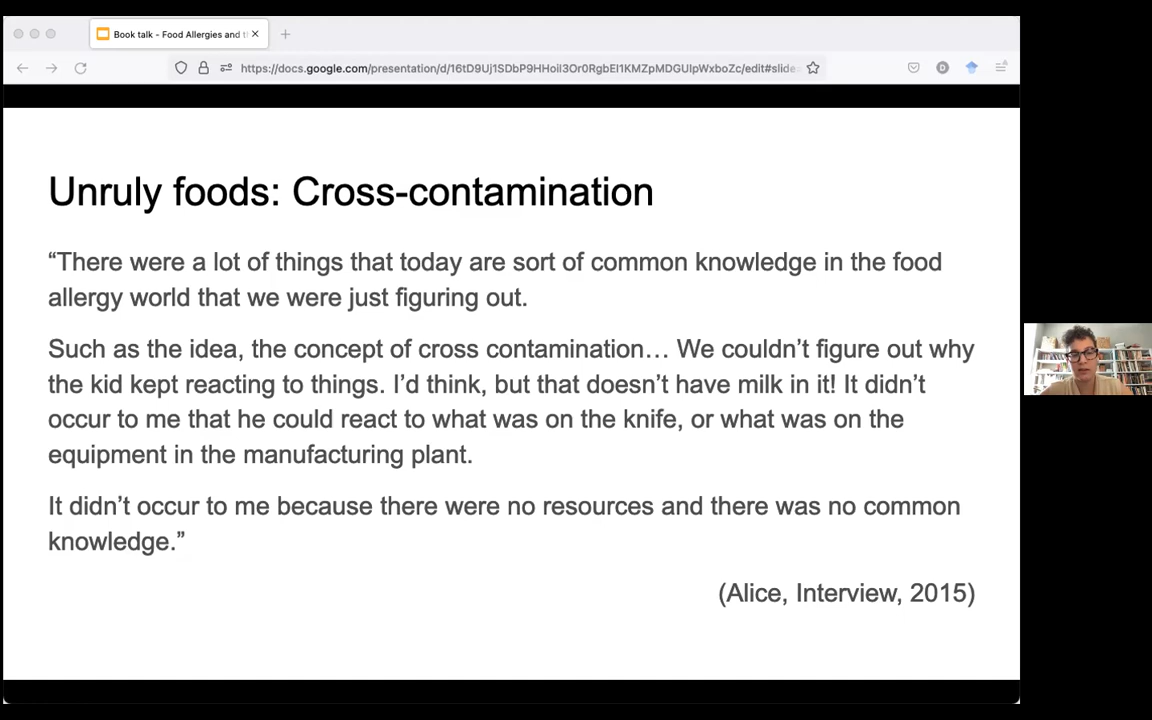 Book talk - Food Allergies and t
https://docs.google.com/presentation/d/16tD9Uj1SDbP9HHoil3Or0RgbEI1KMZpMDGUIpWxboZc/edit#slide
D
Unruly foods: Cross-contamination
“There were a lot of things that today are sort of common knowledge in the food
allergy world that we were just figuring out.
Such as the idea, the concept of cross contamination… We couldn’t figure out why
the kid kept reacting to things. I’d think, but that doesn’t have milk in it! It didn’t
occur to me that he could react to what was on the knife, or what was on the
equipment in the manufacturing plant.
It didn’t occur to me because there were no resources and there was no common
knowledge.”
(Alice, Interview, 2015)